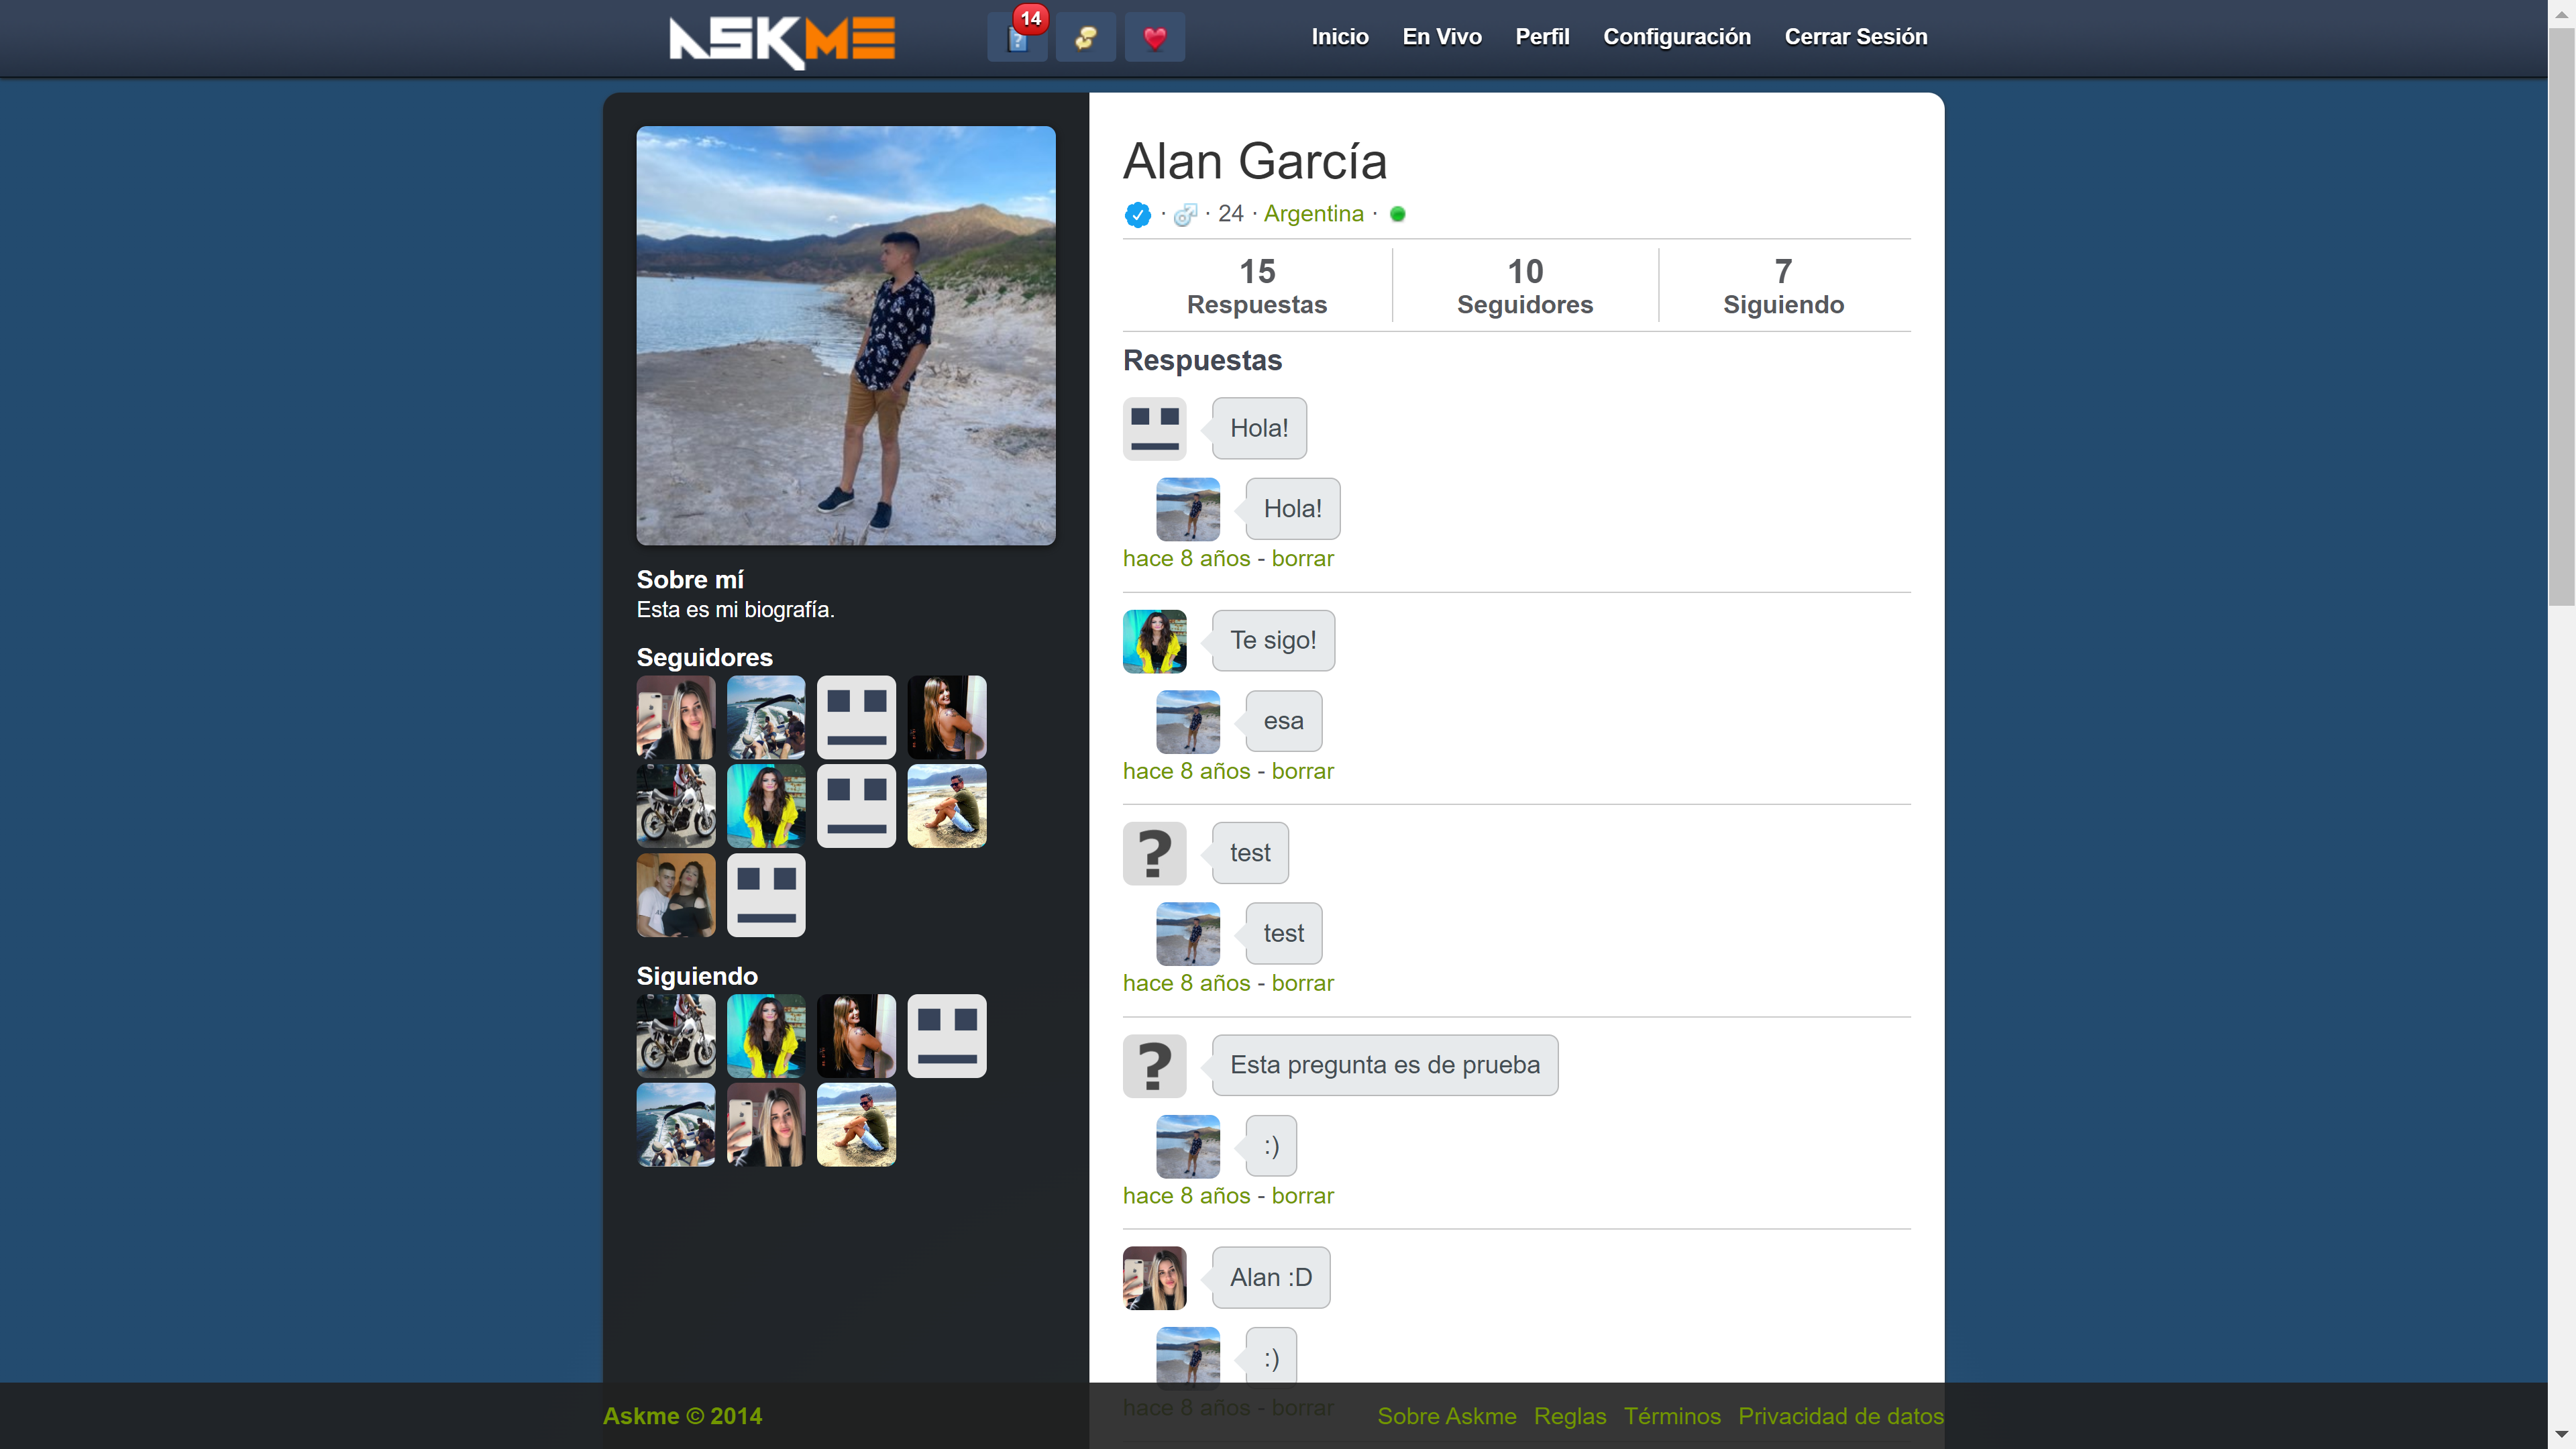 ASKME
14
Inicio En Vivo Perfil Configuración Cerrar Sesión
Alan García
· · 24 · Argentina ·
15 10 7
Respuestas Seguidores Siguiendo
Respuestas
Hola!
Hola!
hace 8 años - borrar
Te sigo!
esa
hace 8 años - borrar
?
test
test
hace 8 años - borrar
?
Esta pregunta es de prueba
:)
hace 8 años - borrar
Alan :D
:)
hace 8 años - borrar
Sobre mí
Esta es mi biografía.
Seguidores
Siguiendo
Askme © 2014
Sobre Askme Reglas Términos Privacidad de datos